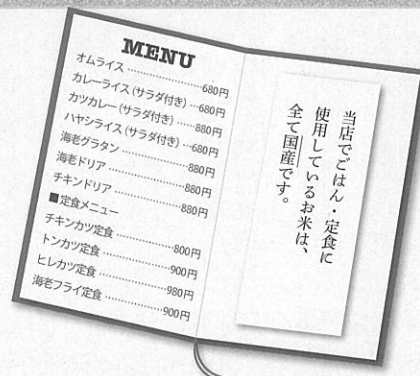 MENU
オムライス …………………680円
カレーライス(サラダ付き)…680円
カツカレー(サラダ付き)……880円
ハヤシライス(サラダ付き)…680円
海老グラタン …………………880円
海老ドリア ……………………880円
チキンドリア …………………880円
■定食メニュー
チキンカツ定食 ………………800円
トンカツ定食 …………………900円
ヒレカツ定食 …………………980円
海老フライ定食 ………………900円
当店でごはん・定食に
使用しているお米は、
全て国産です。